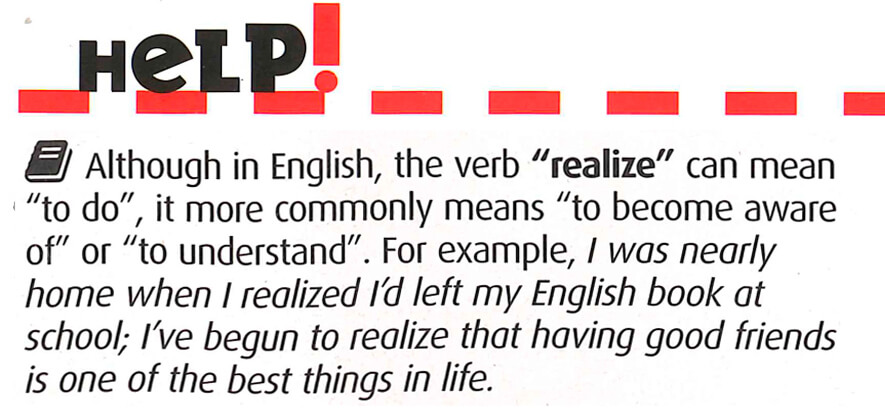 HeLP!
Although in English, the verb “realize” can mean
“to do”, it more commonly means “to become aware
of” or “to understand”. For example, I was nearly
home when I realized I’d left my English book at
school; I’ve begun to realize that having good friends
is one of the best things in life.